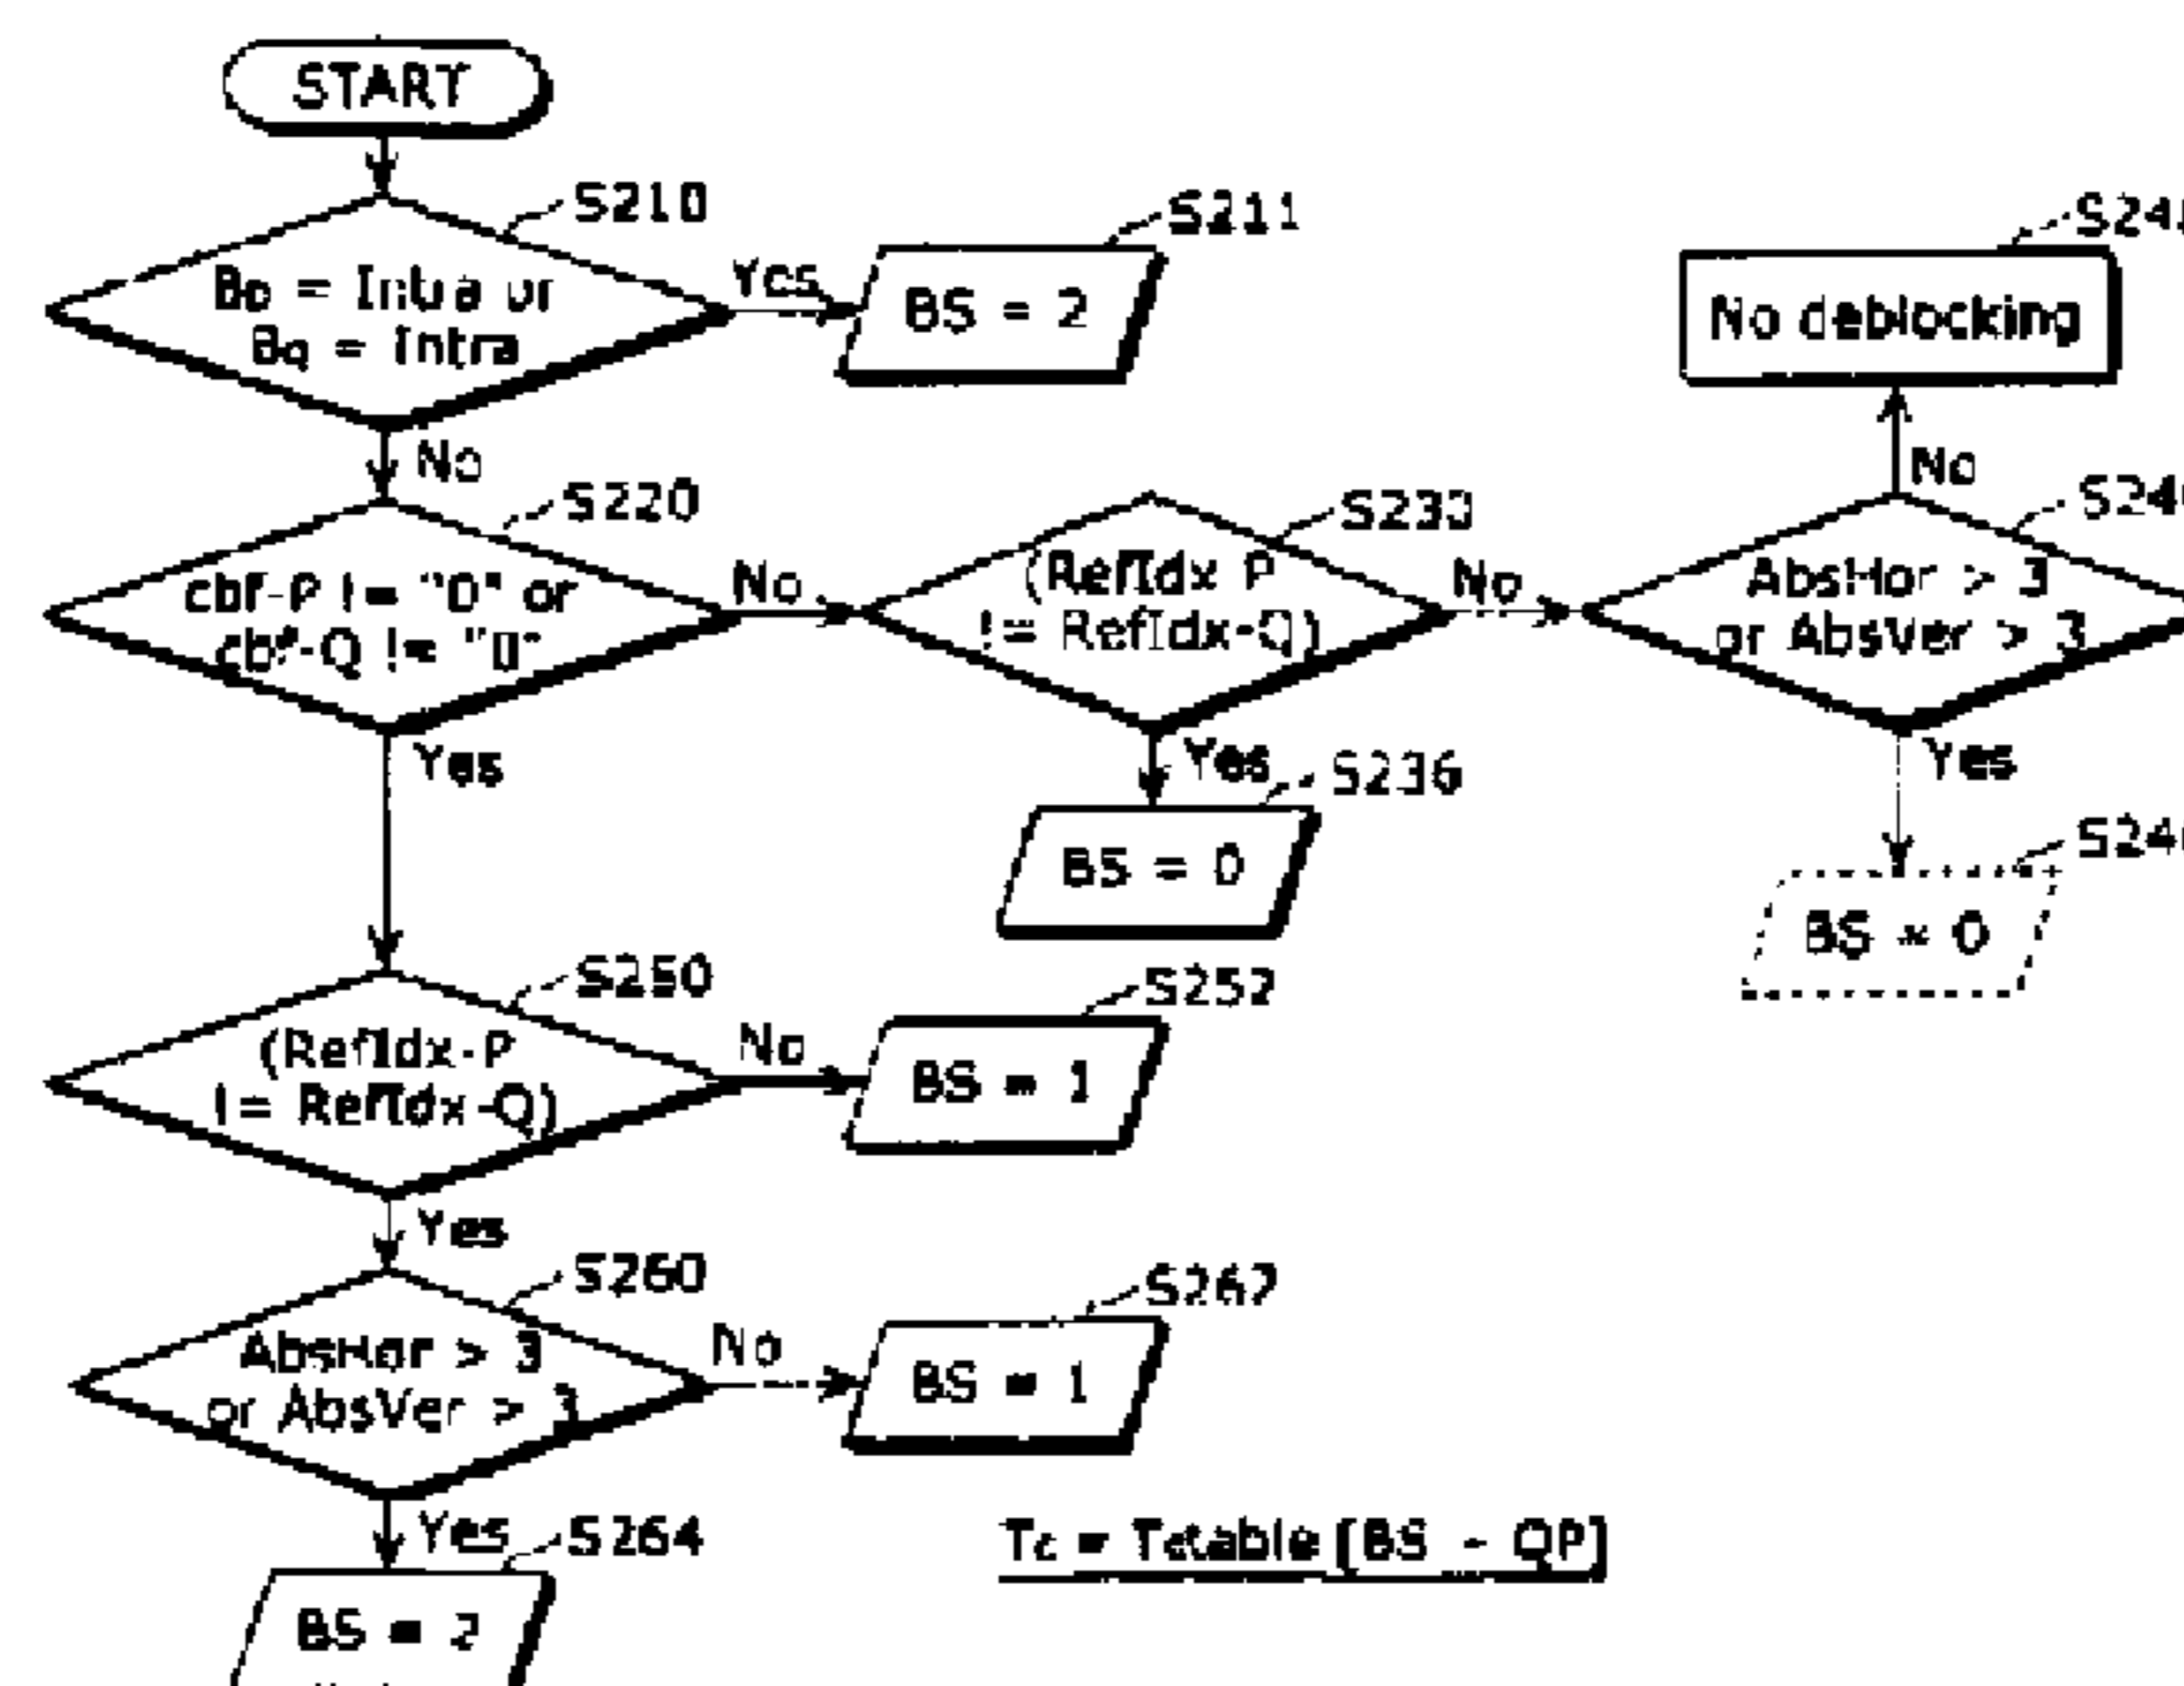 START
S210
Bp = Intra or
Bq = Intra
Yes
S211
BS = 2
No deblocking
No
No
S220
cbf-P != "0" or
cbf-Q != "0"
No
S233
(RefIdx P
!= RefIdx-Q)
No
AbsHor > 3
or AbsVer > 3
Yes
Yes
S236
BS = 0
Yes
BS = 0
S250
(RefIdx-P
!= RefIdx-Q)
No
S252
BS = 1
Yes
S260
AbsHor > 3
or AbsVer > 3
No
S262
BS = 1
Yes
S264
BS = 2
Tc = Tctable [BS - QP]